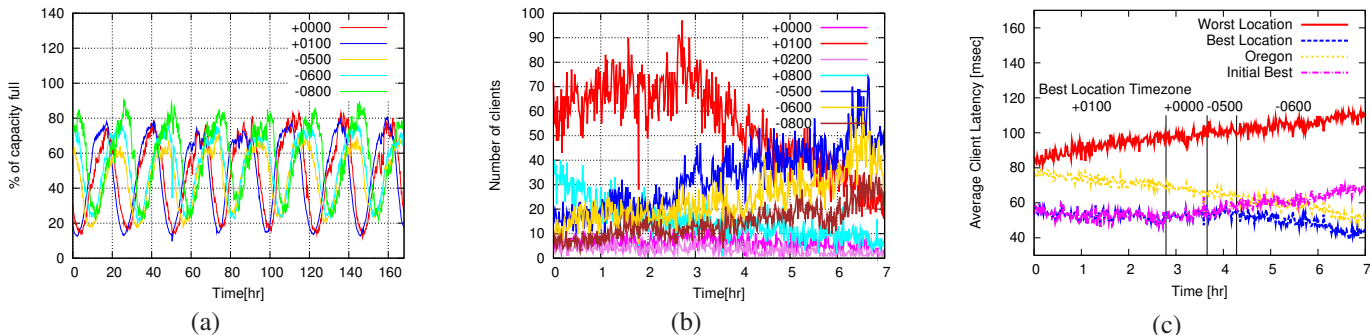 140
120
100
80
60
40
20
0
% of capacity full
+0000
+0100
-0500
-0600
-0800
0 20 40 60 80 100 120 140 160
Time[hr]
(a)
100
90
80
70
60
50
40
30
20
10
0
Number of clients
+0000
+0100
+0200
+0800
-0500
-0600
-0800
0 1 2 3 4 5 6 7
Time[hr]
(b)
160
140
120
100
80
60
40
Average Client Latency [msec]
Worst Location
Best Location
Oregon
Initial Best
Best Location Timezone
+0100 +0000 -0500 -0600
0 1 2 3 4 5 6 7
Time [hr]
(c)